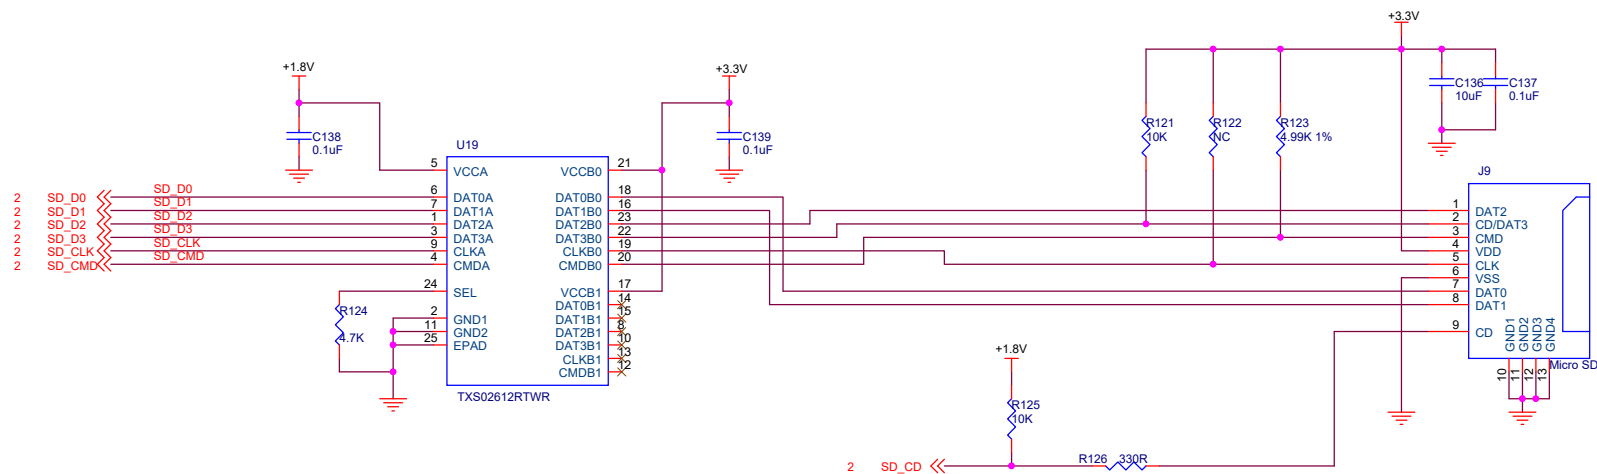 +3.3V
+1.8V
+3.3V
C138
0.1uF
C139
0.1uF
R121
10K
R122
NC
R123
4.99K 1%
C136
10uF
C137
0.1uF
U19
5 VCCA VCCB0 21
2 SD_D0 SD_D0 6 DAT0A DAT0B0 18
2 SD_D1 SD_D1 7 DAT1A DAT1B0 16
2 SD_D2 SD_D2 1 DAT2A DAT2B0 23
2 SD_D3 SD_D3 3 DAT3A DAT3B0 22
2 SD_CLK SD_CLK 9 CLKA CLKB0 19
2 SD_CMD SD_CMD 4 CMDA CMDB0 20
24 SEL VCCB1 17
DAT0B1 14
2 GND1 DAT1B1 15
11 GND2 DAT2B1 8
25 EPAD DAT3B1 10
CLKB1 13
CMDB1 12
R124
4.7K
TXS02612RTWR
J9
1 DAT2
2 CD/DAT3
3 CMD
4 VDD
5 CLK
6 VSS
7 DAT0
8 DAT1
9 CD
GND1
GND2
GND3
GND4
10
11
12
13
Micro SD
+1.8V
R125
10K
2 SD_CD
R126 330R